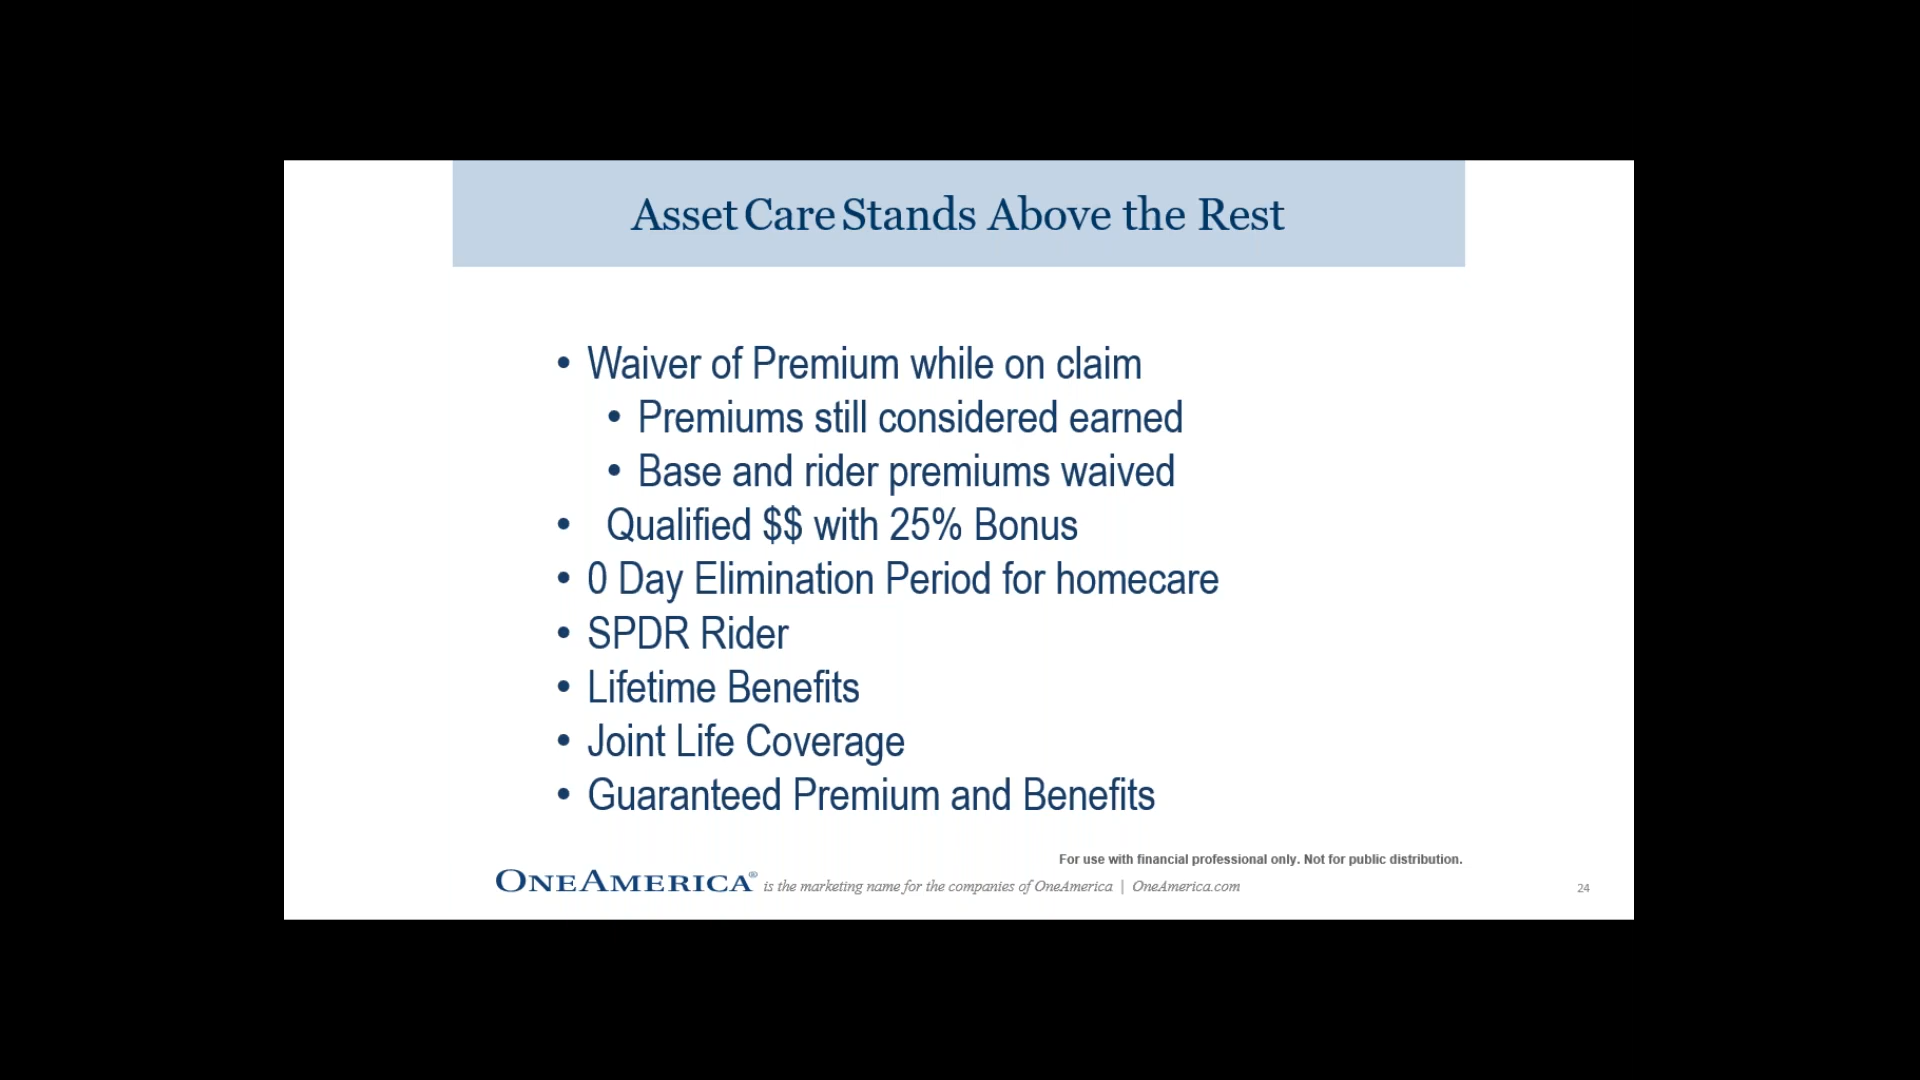 Asset Care Stands Above the Rest
• Waiver of Premium while on claim
• Premiums still considered earned
• Base and rider premiums waived
• Qualified $$ with 25% Bonus
• 0 Day Elimination Period for homecare
• SPDR Rider
• Lifetime Benefits
• Joint Life Coverage
• Guaranteed Premium and Benefits
For use with financial professional only. Not for public distribution.
ONEAMERICA® is the marketing name for the companies of OneAmerica | OneAmerica.com
24